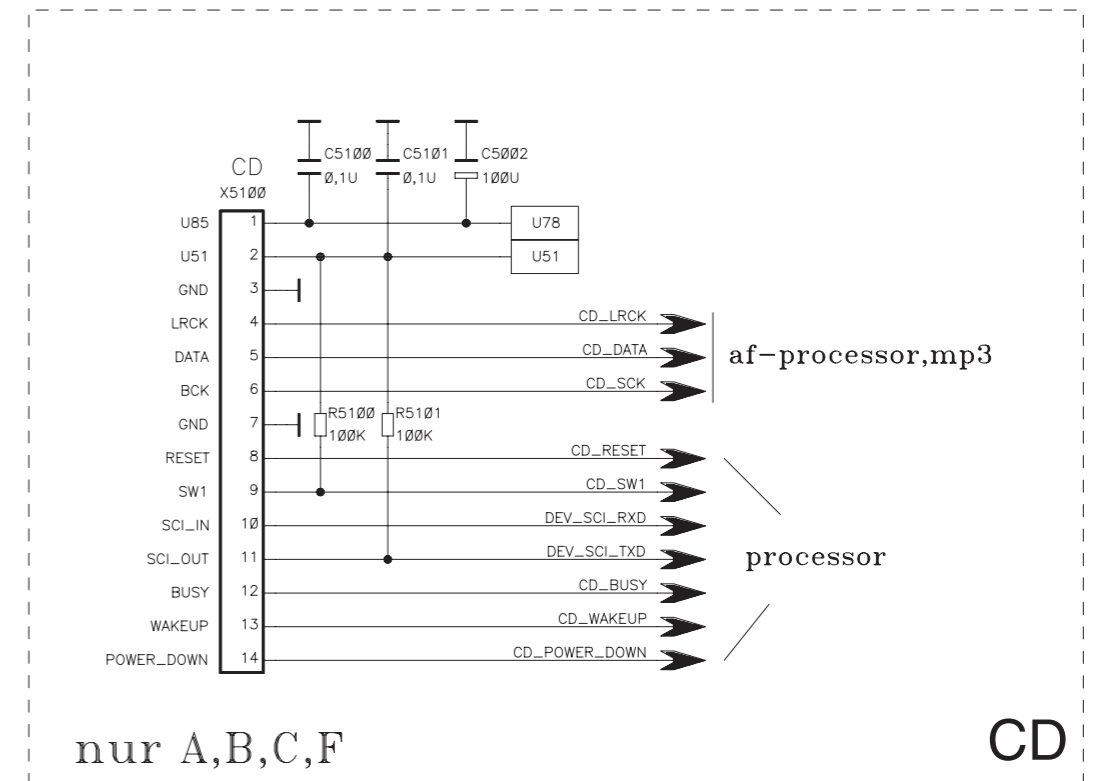 C5100 C5101 C5002
0,1U 0,1U 100U
CD
X5100
U85 1 U78
U51 2 U51
GND 3
LRCK 4 CD_LRCK
DATA 5 CD_DATA af-processor,mp3
BCK 6 CD_SCK
GND 7 R5100 R5101
100K 100K
RESET 8 CD_RESET
SW1 9 CD_SW1
SCI_IN 10 DEV_SCI_RXD
SCI_OUT 11 DEV_SCI_TXD processor
BUSY 12 CD_BUSY
WAKEUP 13 CD_WAKEUP
POWER_DOWN 14 CD_POWER_DOWN
nur A,B,C,F CD